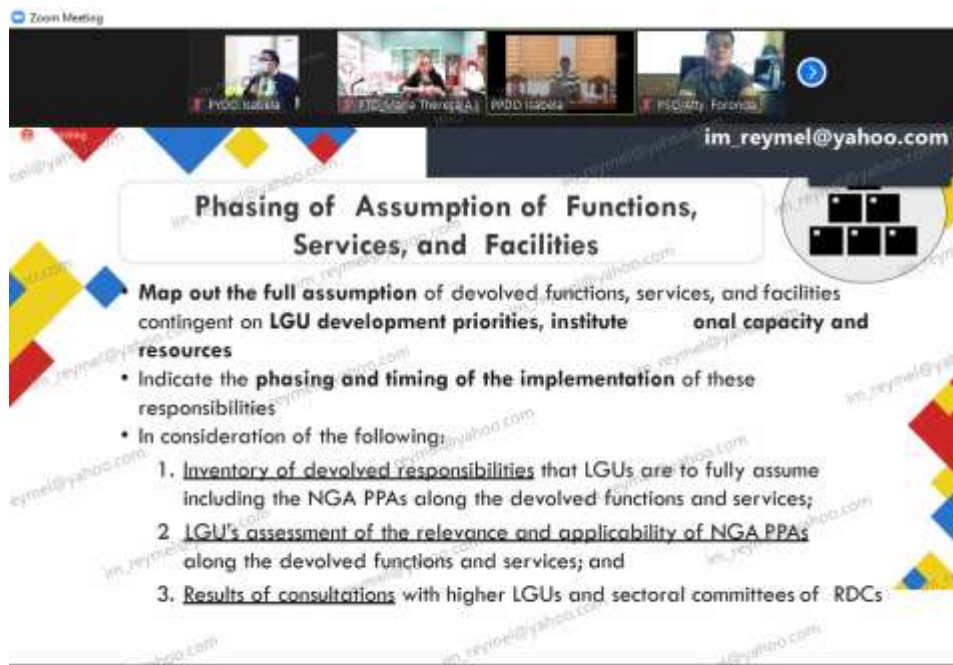 Zoom Meeting
PYDO Isabela
PTD_Maria Theresa A.
PPDO Isabela
PSO/Atty. Foronda
im_reymel@yahoo.com
Phasing of Assumption of Functions,
Services, and Facilities
• Map out the full assumption of devolved functions, services, and facilities
contingent on LGU development priorities, institute onal capacity and
resources
• Indicate the phasing and timing of the implementation of these
responsibilities
• In consideration of the following:
1. Inventory of devolved responsibilities that LGUs are to fully assume
including the NGA PPAs along the devolved functions and services;
2 LGU's assessment of the relevance and applicability of NGA PPAs
along the devolved functions and services; and
3. Results of consultations with higher LGUs and sectoral committees of RDCs